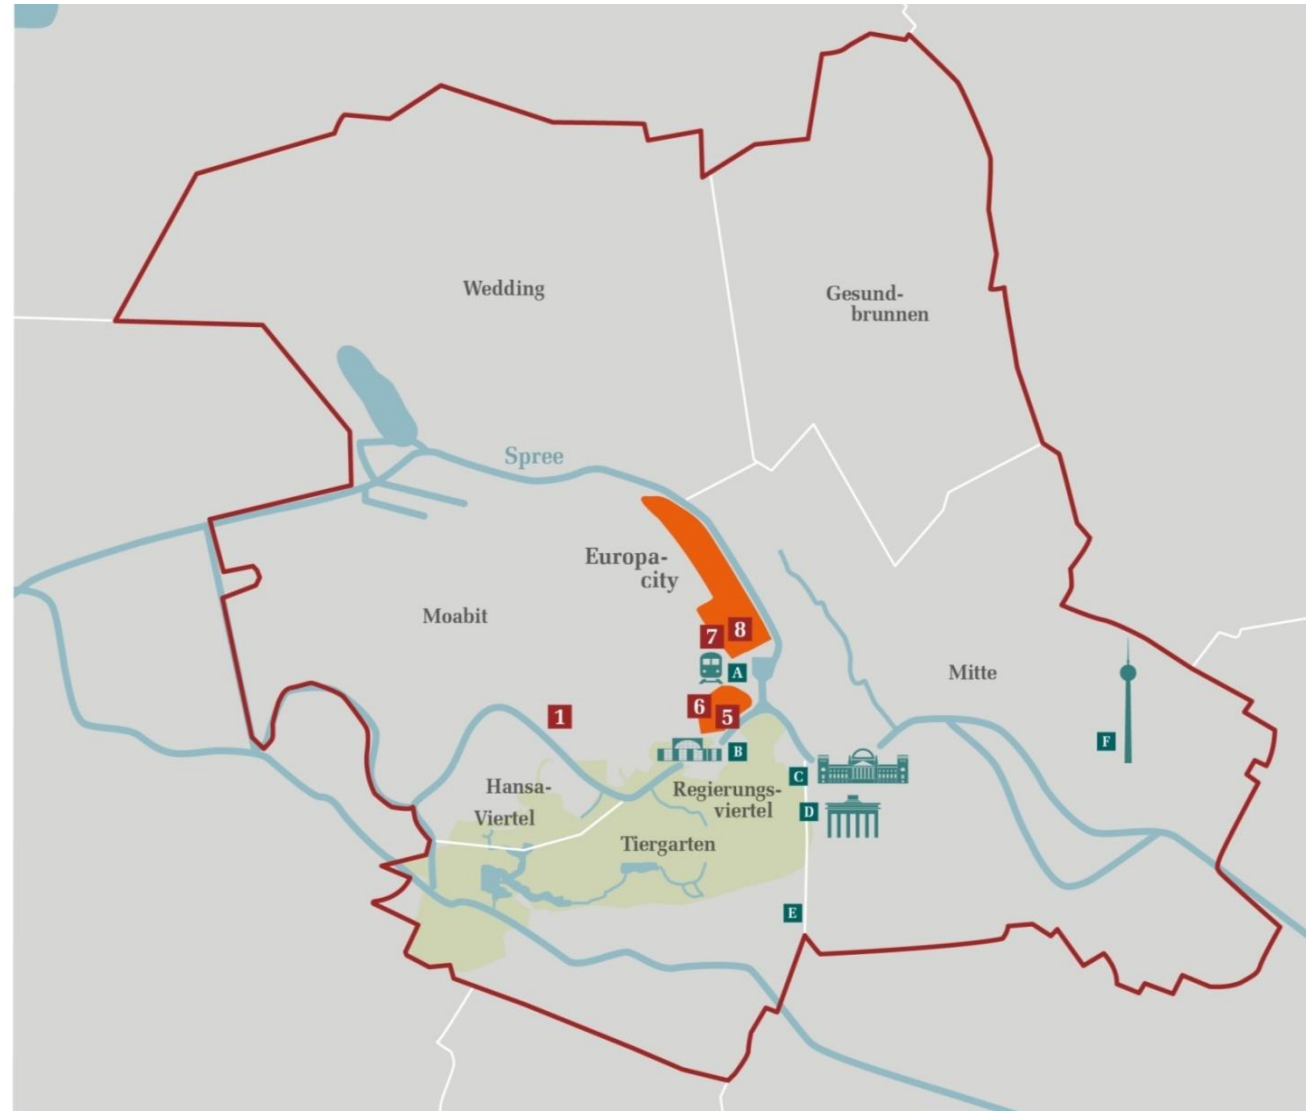 Wedding
Gesund-
brunnen
Spree
Europa-
city
Moabit
7
8
A
Mitte
6
5
1
B
F
C
Hansa-
Viertel
Regierungs-
viertel
D
Tiergarten
E